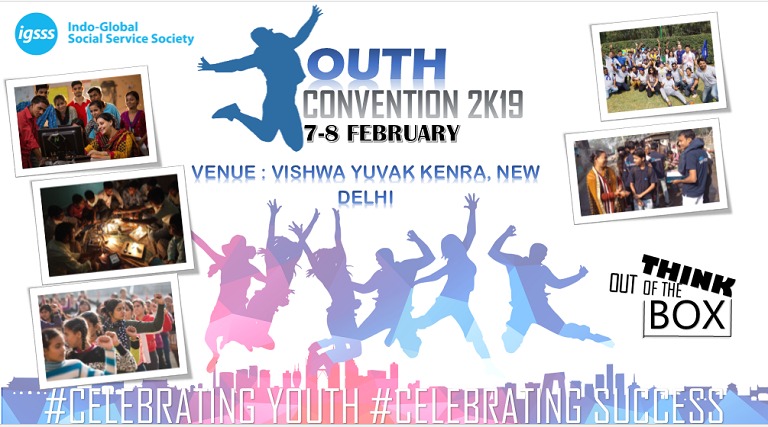 igsss
Indo-Global
Social Service Society
OUTH
CONVENTION 2K19
7-8 FEBRUARY
VENUE : VISHWA YUVAK KENRA, NEW
DELHI
THINK
OUT OF THE
BOX
#CELEBRATING YOUTH #CELEBRATING SUCCESS